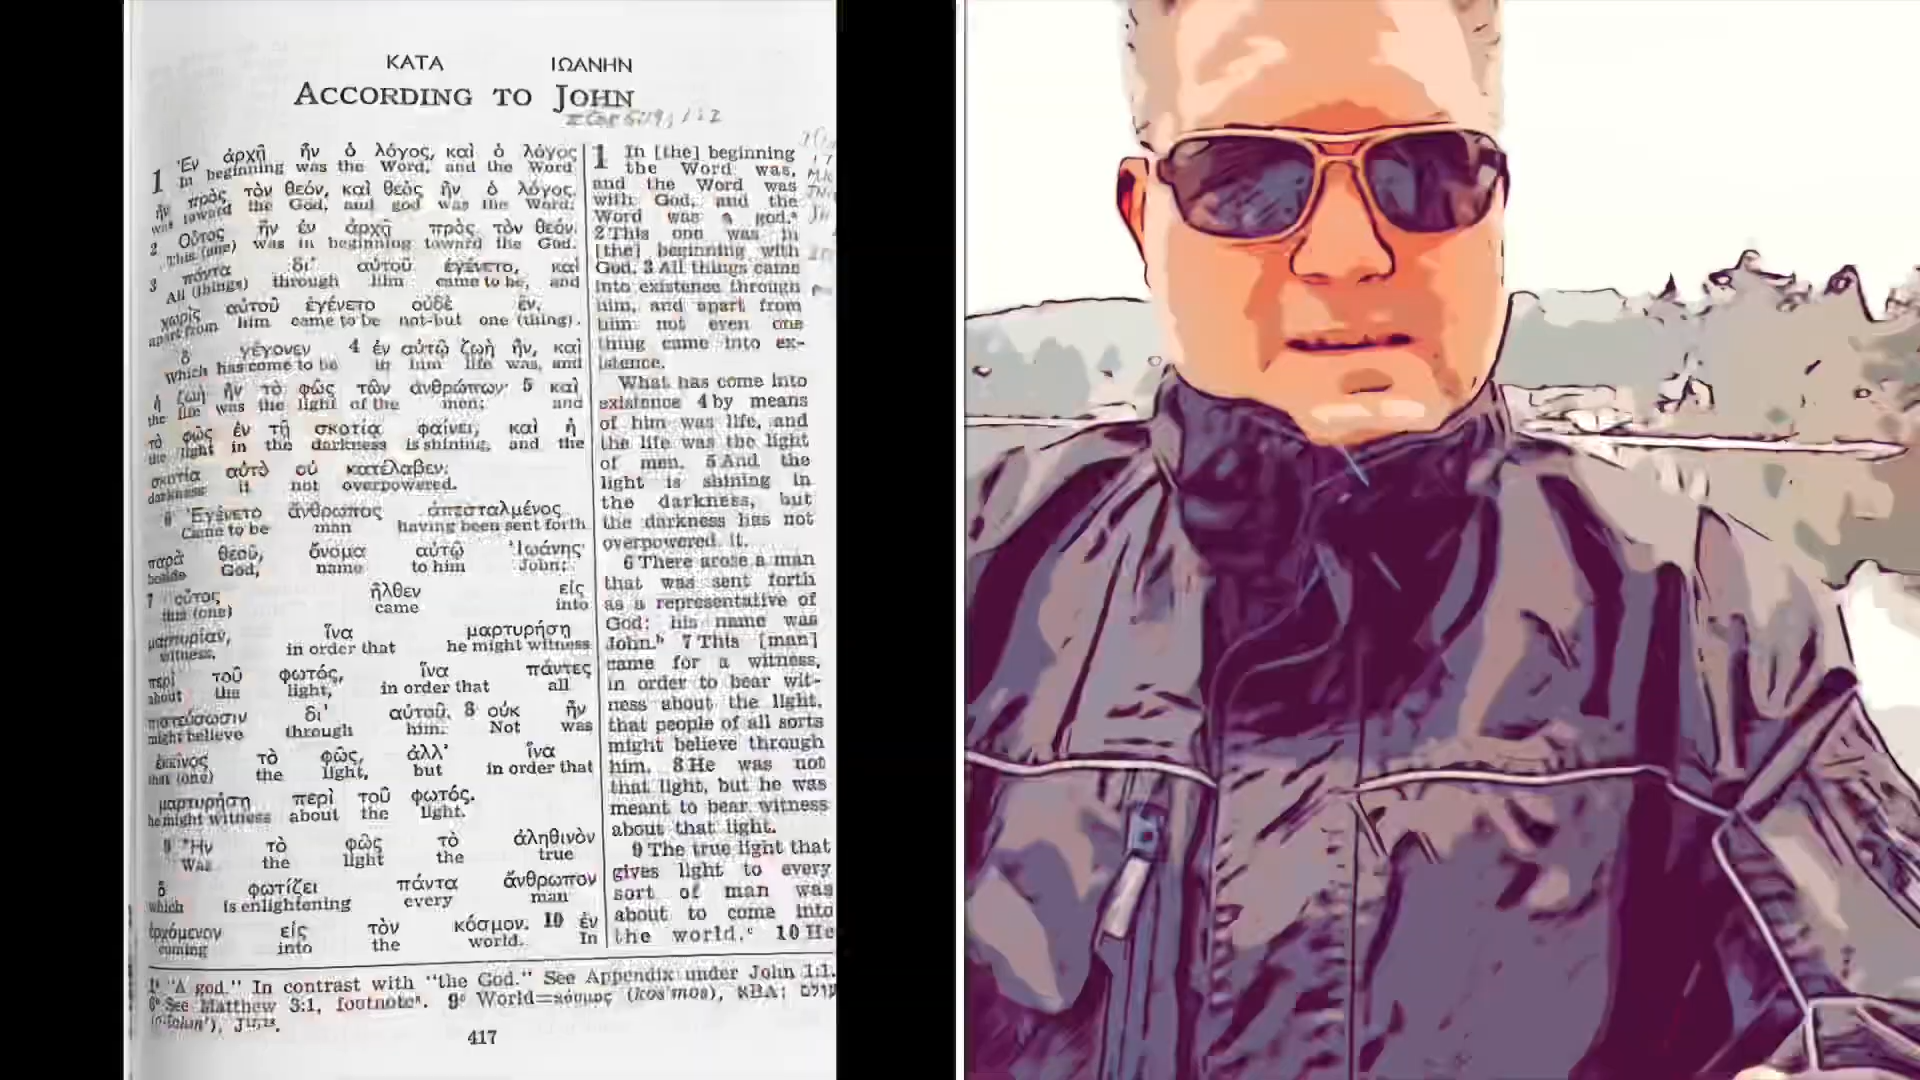 ΚΑΤΑ ΙΩΑΝΗΝ
ACCORDING TO JOHN
1 Ἐν ἀρχῇ ἦν ὁ λόγος, καὶ ὁ λόγος
In beginning was the Word, and the Word
ἦν πρὸς τὸν θεόν, καὶ θεὸς ἦν ὁ λόγος.
was toward the God, and god was the Word.
2 Οὗτος ἦν ἐν ἀρχῇ πρὸς τὸν θεόν.
This (one) was in beginning toward the God.
3 πάντα δι' αὐτοῦ ἐγένετο, καὶ
All (things) through him came to be, and
χωρὶς αὐτοῦ ἐγένετο οὐδὲ ἕν.
apart from him came to be not-but one (thing).
ὃ γέγονεν 4 ἐν αὐτῷ ζωὴ ἦν, καὶ
Which has come to be in him life was, and
ἡ ζωὴ ἦν τὸ φῶς τῶν ἀνθρώπων· 5 καὶ
the life was the light of the men; and
τὸ φῶς ἐν τῇ σκοτίᾳ φαίνει, καὶ ἡ
the light in the darkness is shining, and the
σκοτία αὐτὸ οὐ κατέλαβεν.
darkness it not overpowered.
6 Ἐγένετο ἄνθρωπος ἀπεσταλμένος
Came to be man having been sent forth
παρὰ θεοῦ, ὄνομα αὐτῷ Ἰωάνης·
beside God, name to him John;
7 οὗτος ἦλθεν εἰς
this (one) came into
μαρτυρίαν, ἵνα μαρτυρήσῃ
witness, in order that he might witness
περὶ τοῦ φωτός, ἵνα πάντες
about the light, in order that all
πιστεύσωσιν δι' αὐτοῦ. 8 οὐκ ἦν
might believe through him. Not was
ἐκεῖνος τὸ φῶς, ἀλλ' ἵνα
that (one) the light, but in order that
μαρτυρήσῃ περὶ τοῦ φωτός.
he might witness about the light.
9 Ἦν τὸ φῶς τὸ ἀληθινὸν
Was the light the true
ὃ φωτίζει πάντα ἄνθρωπον
which is enlightening every man
ἐρχόμενον εἰς τὸν κόσμον. 10 ἐν
coming into the world. In
1 In [the] beginning
the Word was,
and the Word was
with God, and the
Word was a god.ᵃ
2 This one was in
[the] beginning with
God. 3 All things came
into existence through
him, and apart from
him not even one
thing came into ex-
istence.
What has come into
existence 4 by means
of him was life, and
the life was the light
of men. 5 And the
light is shining in
the darkness, but
the darkness has not
overpowered it.
6 There arose a man
that was sent forth
as a representative of
God; his name was
John.ᵇ 7 This [man]
came for a witness,
in order to bear wit-
ness about the light,
that people of all sorts
might believe through
him. 8 He was not
that light, but he was
meant to bear witness
about that light.
9 The true light that
gives light to every
sort of man was
about to come into
the world.ᶜ 10 He
1ᵃ "A god." In contrast with "the God." See Appendix under John 1:1.
6ᵇ See Matthew 3:1, footnoteᵃ. 9ᶜ World=κόσμος (kos'mos), אBA;
417